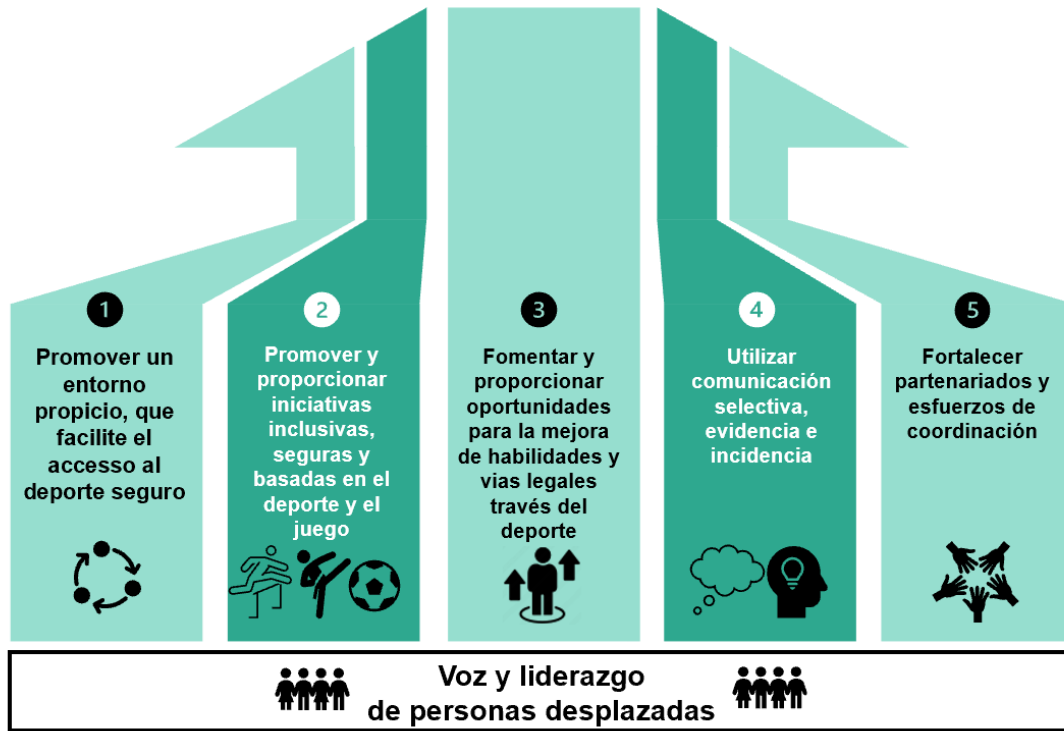 1
Promover un
entorno
propicio, que
facilite el
accesso al
deporte seguro
2
Promover y
proporcionar
iniciativas
inclusivas,
seguras y
basadas en el
deporte y el
juego
3
Fomentar y
proporcionar
oportunidades
para la mejora
de habilidades y
vias legales
través del
deporte
4
Utilizar
comunicación
selectiva,
evidencia e
incidencia
5
Fortalecer
partenariados y
esfuerzos de
coordinación
Voz y liderazgo
de personas desplazadas